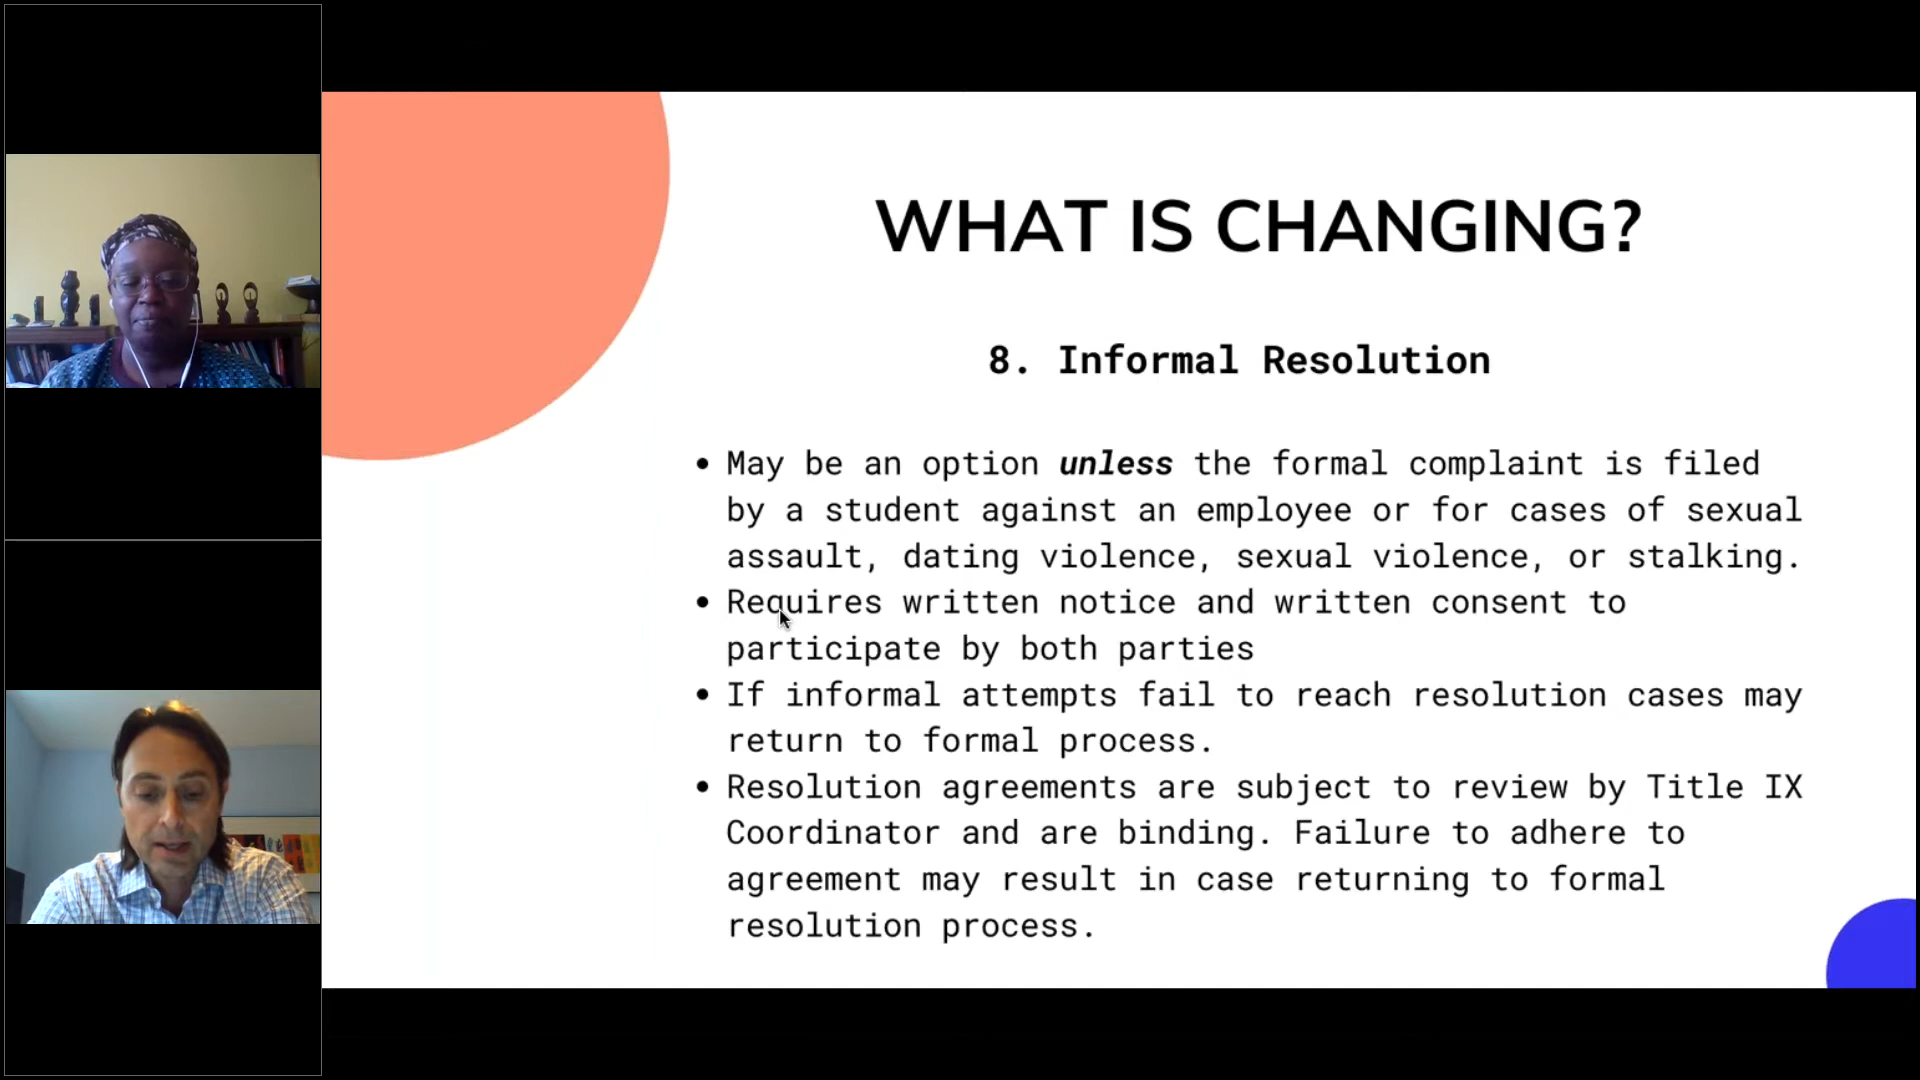 WHAT IS CHANGING?
8. Informal Resolution
• May be an option unless the formal complaint is filed
by a student against an employee or for cases of sexual
assault, dating violence, sexual violence, or stalking.
• Requires written notice and written consent to
participate by both parties
• If informal attempts fail to reach resolution cases may
return to formal process.
• Resolution agreements are subject to review by Title IX
Coordinator and are binding. Failure to adhere to
agreement may result in case returning to formal
resolution process.